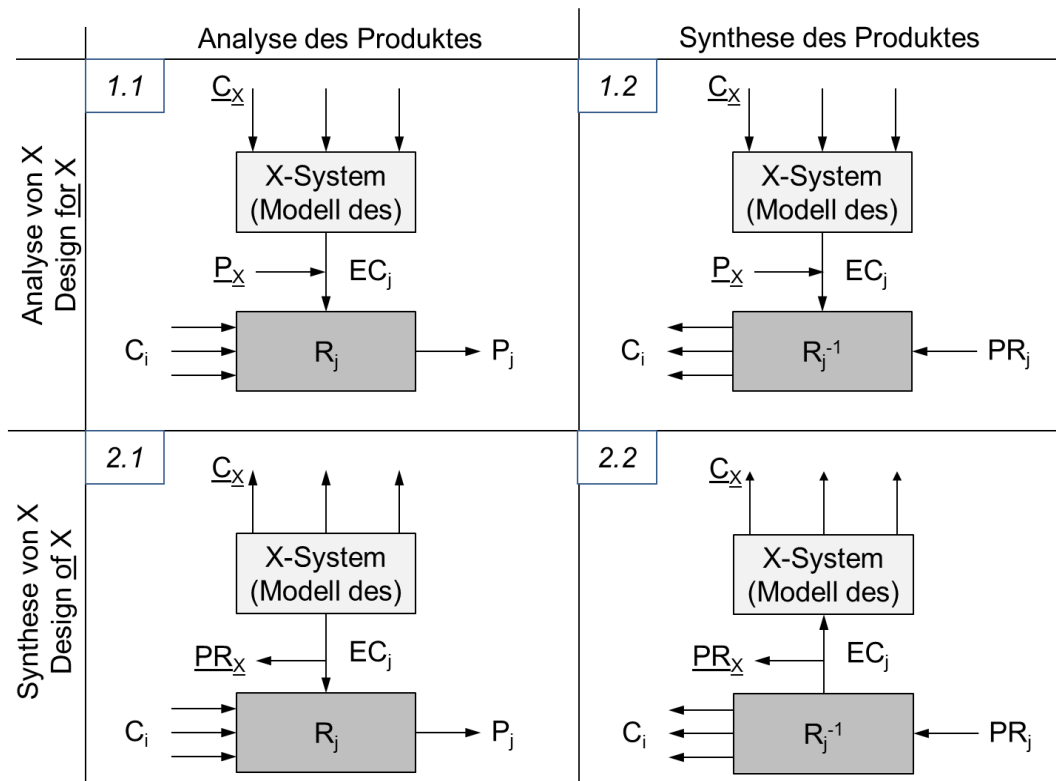 Analyse des Produktes
Synthese des Produktes
Analyse von X
Design for X
1.1
C_X
X-System
(Modell des)
P_X
EC_j
C_i
R_j
P_j
1.2
C_X
X-System
(Modell des)
P_X
EC_j
C_i
R_j^-1
PR_j
Synthese von X
Design of X
2.1
C_X
X-System
(Modell des)
PR_X
EC_j
C_i
R_j
P_j
2.2
C_X
X-System
(Modell des)
PR_X
EC_j
C_i
R_j^-1
PR_j